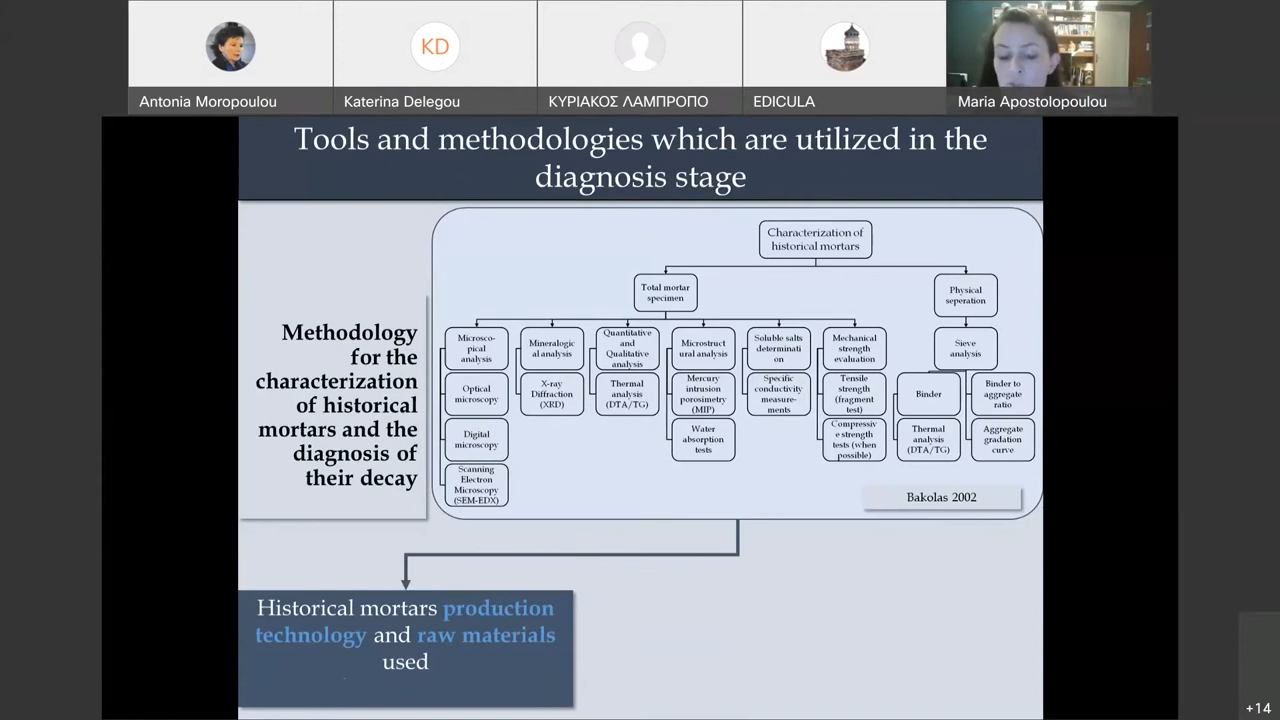 KD
Antonia Moropoulou
Katerina Delegou
ΚΥΡΙΑΚΟΣ ΛΑΜΠΡΟΠΟ
EDICULA
Maria Apostolopoulou
Tools and methodologies which are utilized in the
diagnosis stage
Methodology
for the
characterization
of historical
mortars and the
diagnosis of
their decay
Characterization of
historical mortars
Total mortar
specimen
Physical
seperation
Microsco-
pical
analysis
Mineralogic
al analysis
Quantitative
and
Qualitative
analysis
Microstruct
ural analysis
Soluble salts
determinati
on
Mechanical
strength
evaluation
Sieve
analysis
Optical
microscopy
X-ray
Diffraction
(XRD)
Thermal
analysis
(DTA/TG)
Mercury
intrusion
porosimetry
(MIP)
Specific
conductivity
measure-
ments
Tensile
strength
(fragment
test)
Binder
Binder to
aggregate
ratio
Digital
microscopy
Water
absorption
tests
Compressiv
e strength
tests (when
possible)
Thermal
analysis
(DTA/TG)
Aggregate
gradation
curve
Scanning
Electron
Microscopy
(SEM-EDX)
Bakolas 2002
Historical mortars production
technology and raw materials
used
+14